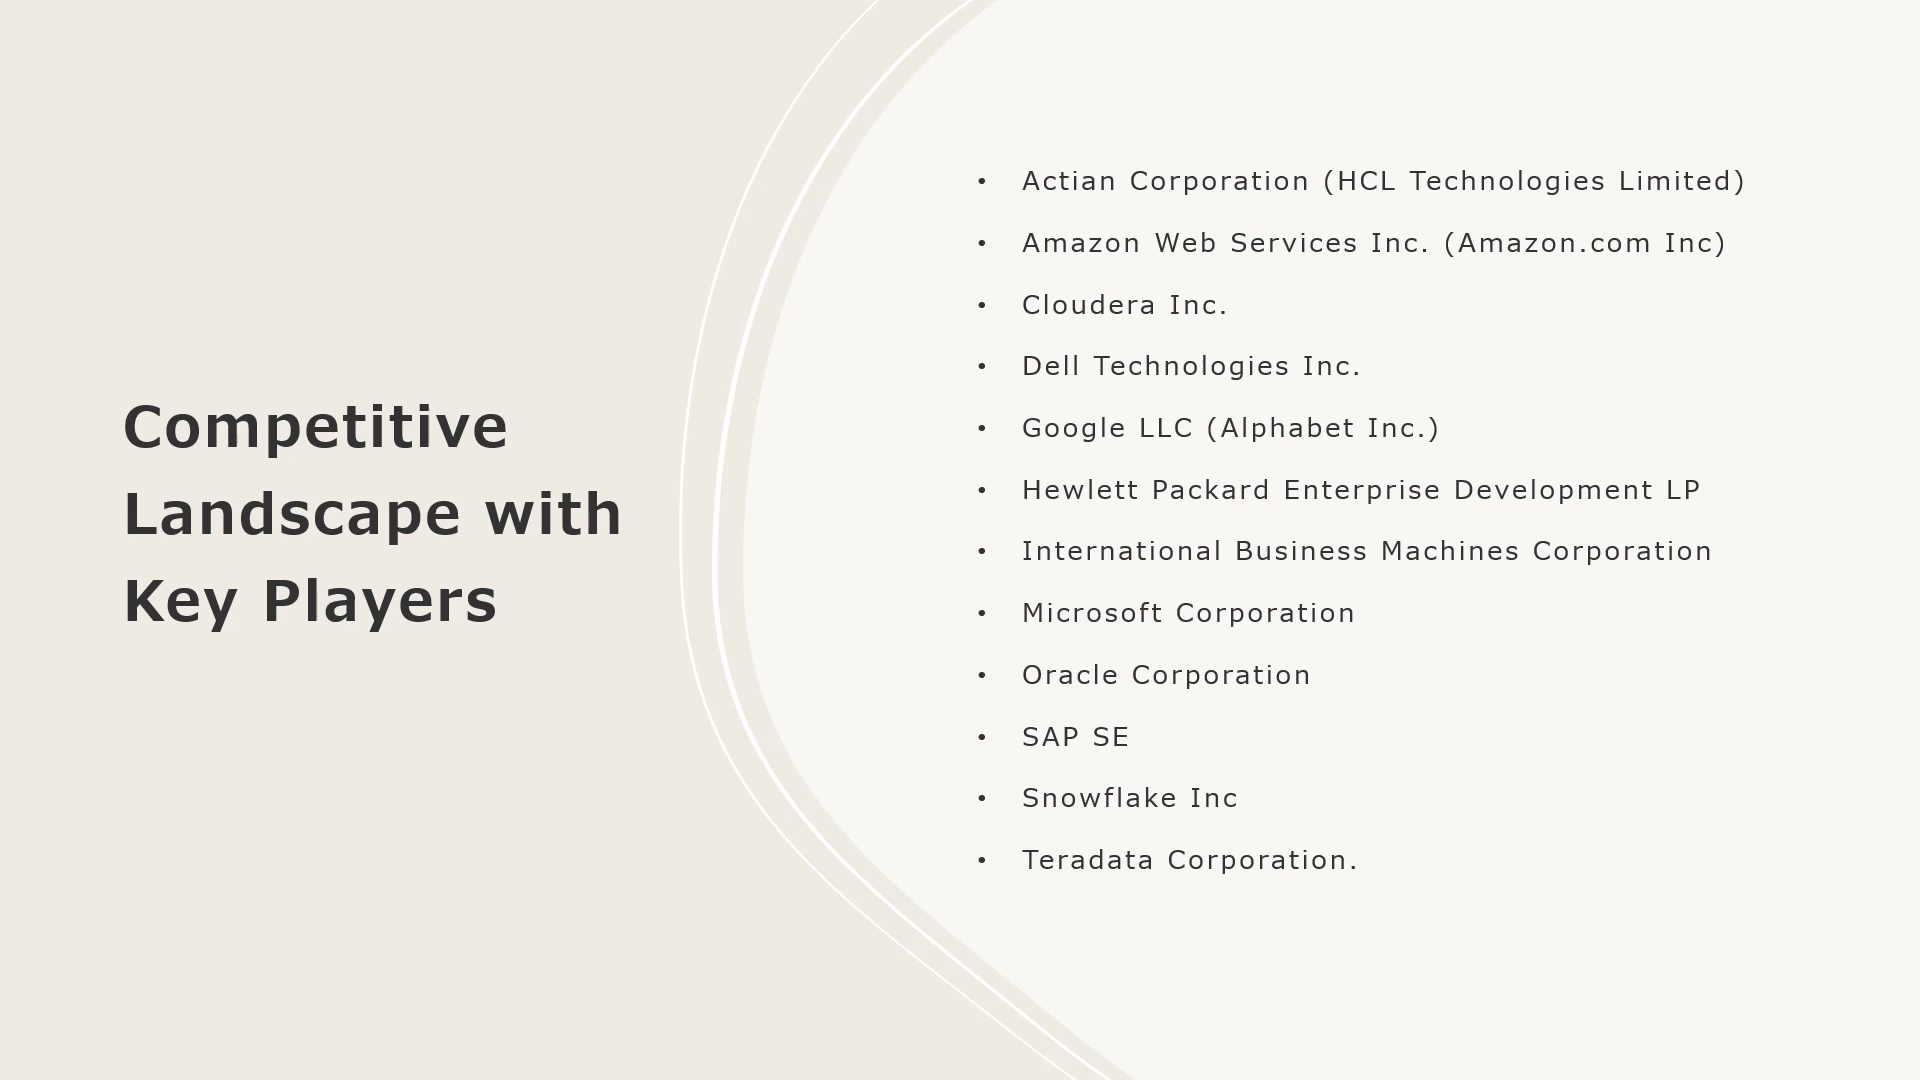 Competitive
Landscape with
Key Players
• Actian Corporation (HCL Technologies Limited)
• Amazon Web Services Inc. (Amazon.com Inc)
• Cloudera Inc.
• Dell Technologies Inc.
• Google LLC (Alphabet Inc.)
• Hewlett Packard Enterprise Development LP
• International Business Machines Corporation
• Microsoft Corporation
• Oracle Corporation
• SAP SE
• Snowflake Inc
• Teradata Corporation.